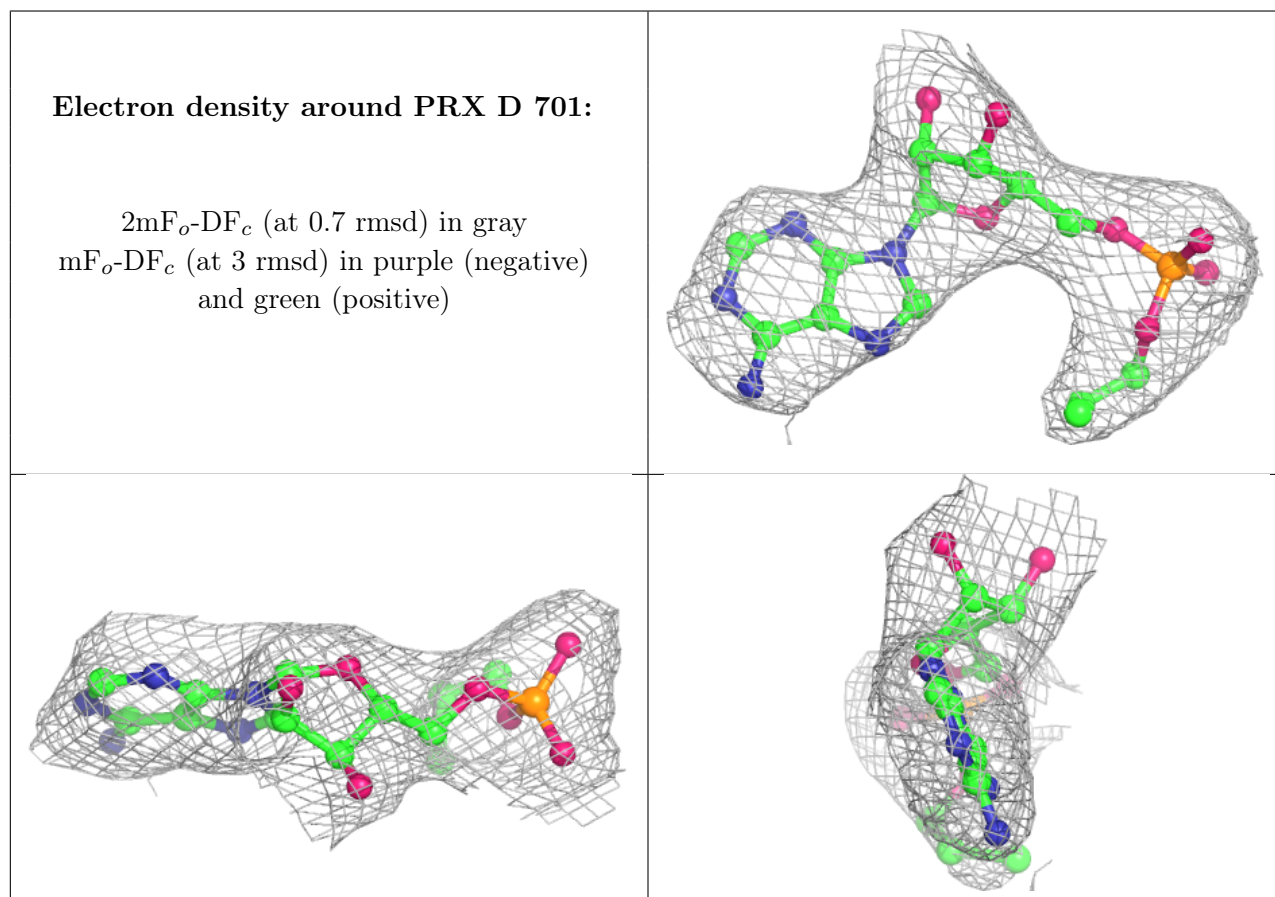 Electron density around PRX D 701:
2mFo-DFc (at 0.7 rmsd) in gray
mFo-DFc (at 3 rmsd) in purple (negative)
and green (positive)